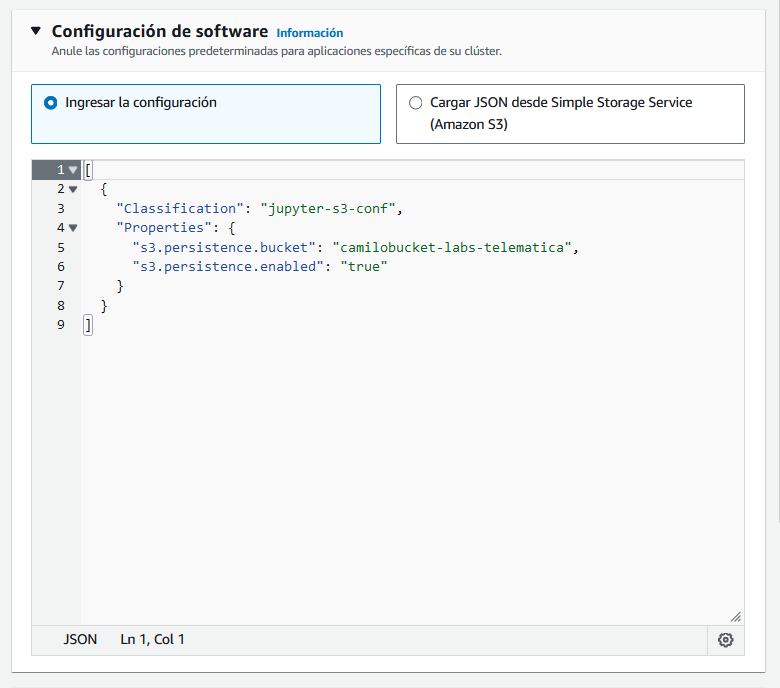 Configuración de software Información
Anule las configuraciones predeterminadas para aplicaciones específicas de su clúster.
Ingresar la configuración
Cargar JSON desde Simple Storage Service
(Amazon S3)
1 [
2   {
3     "Classification": "jupyter-s3-conf",
4     "Properties": {
5       "s3.persistence.bucket": "camilobucket-labs-telematica",
6       "s3.persistence.enabled": "true"
7     }
8   }
9 ]
JSON Ln 1, Col 1